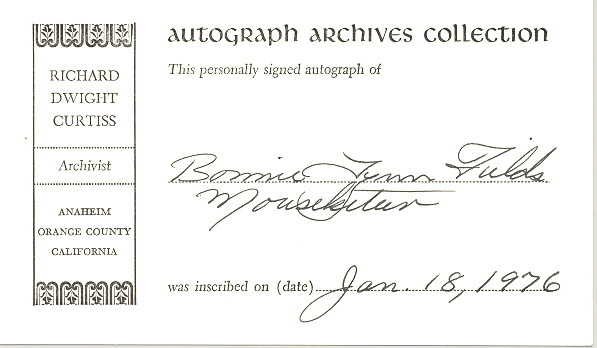 AUTOGRAPH ARCHIVES COLLECTION
This personally signed autograph of
RICHARD
DWIGHT
CURTISS
Archivist
ANAHEIM
ORANGE COUNTY
CALIFORNIA
Bonnie Lynn Fields
Mouseketeer
was inscribed on (date) Jan. 18, 1976